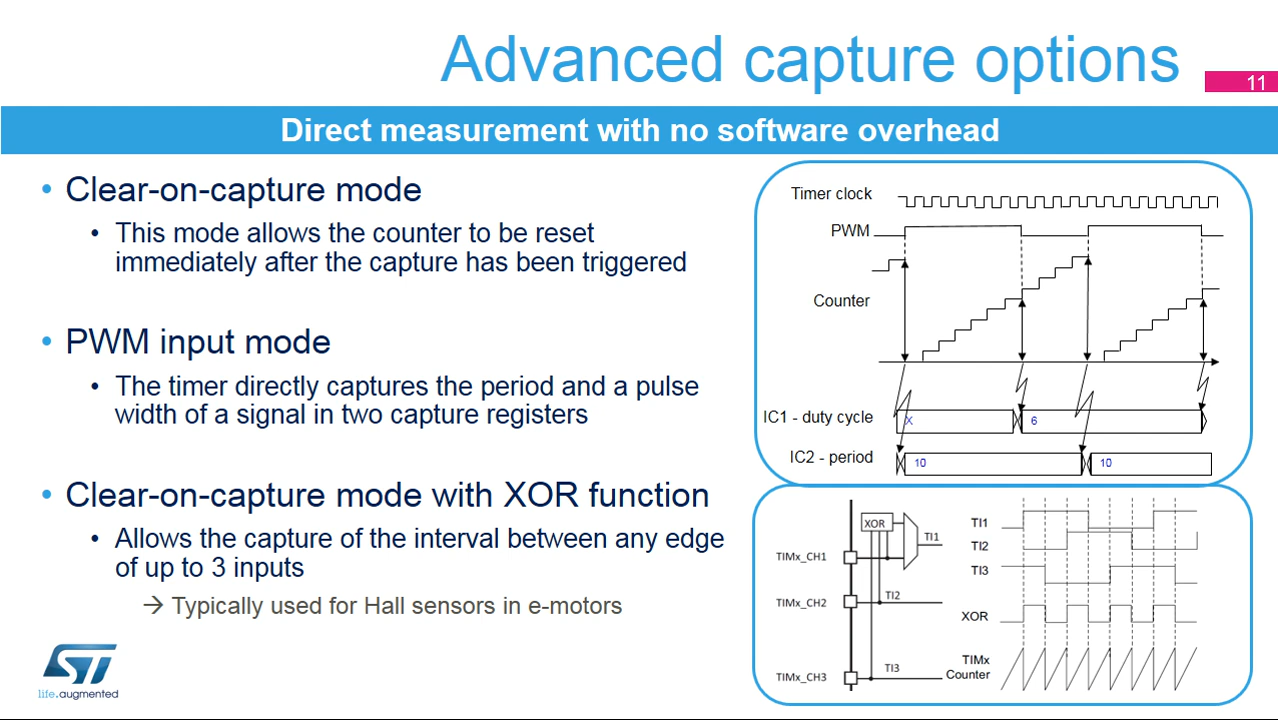 Advanced capture options
11
Direct measurement with no software overhead
• Clear-on-capture mode
• This mode allows the counter to be reset
immediately after the capture has been triggered
• PWM input mode
• The timer directly captures the period and a pulse
width of a signal in two capture registers
• Clear-on-capture mode with XOR function
• Allows the capture of the interval between any edge
of up to 3 inputs
→ Typically used for Hall sensors in e-motors
Timer clock
PWM
Counter
IC1 - duty cycle
X
6
IC2 - period
10
10
XOR
TI1
TIMx_CH1
TIMx_CH2
TI2
TIMx_CH3
TI3
TI1
TI2
TI3
XOR
TIMx
Counter
ST
life.augmented